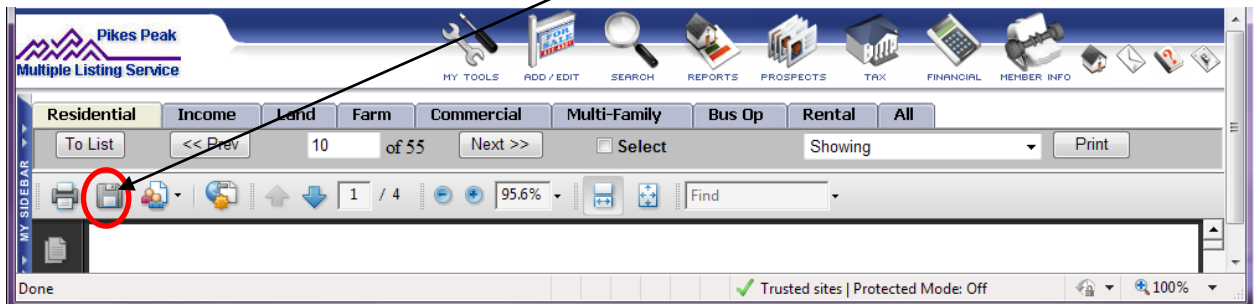 Pikes Peak
Multiple Listing Service
MY TOOLS ADD / EDIT SEARCH REPORTS PROSPECTS TAX FINANCIAL MEMBER INFO
FOR SALE
Residential Income Land Farm Commercial Multi-Family Bus Op Rental All
To List << Prev 10 of 55 Next >> Select Showing Print
1 / 4 95.6% Find
MY SIDEBAR
Done Trusted sites | Protected Mode: Off 100%